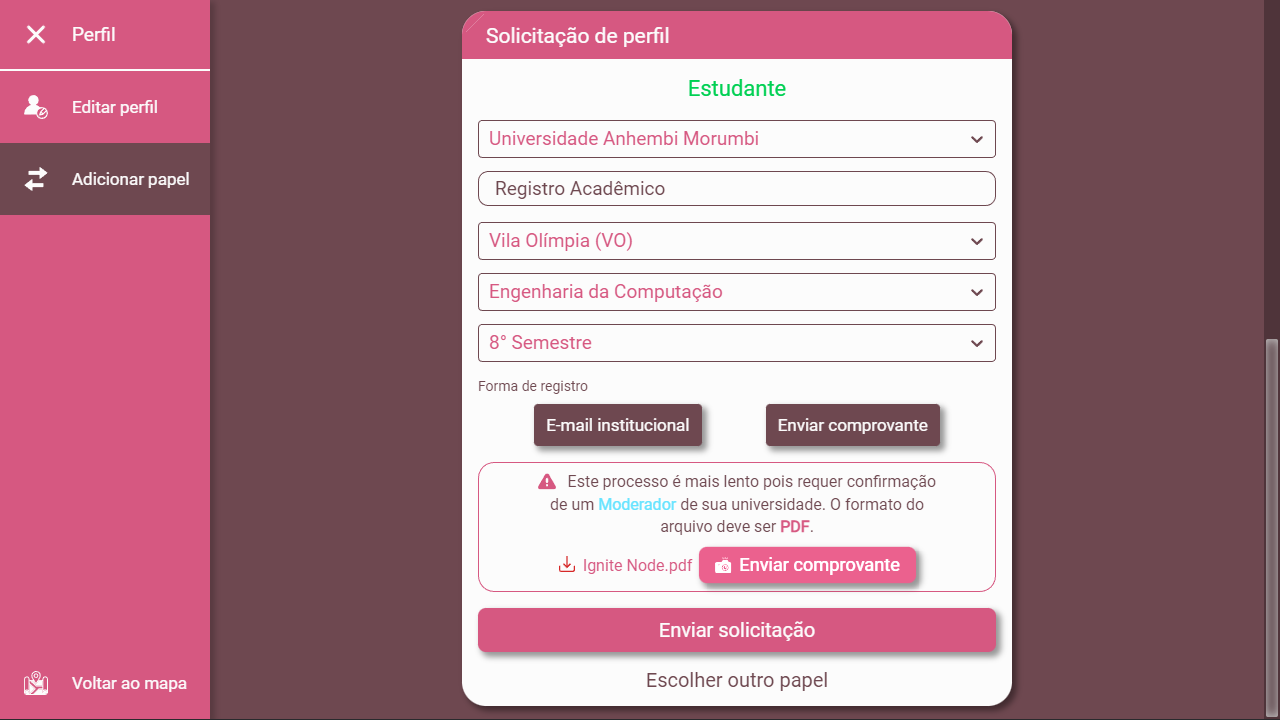 Perfil
Editar perfil
Adicionar papel
Voltar ao mapa
Solicitação de perfil
Estudante
Universidade Anhembi Morumbi
Registro Acadêmico
Vila Olímpia (VO)
Engenharia da Computação
8° Semestre
Forma de registro
E-mail institucional
Enviar comprovante
Este processo é mais lento pois requer confirmação
de um Moderador de sua universidade. O formato do
arquivo deve ser PDF.
Ignite Node.pdf
Enviar comprovante
Enviar solicitação
Escolher outro papel